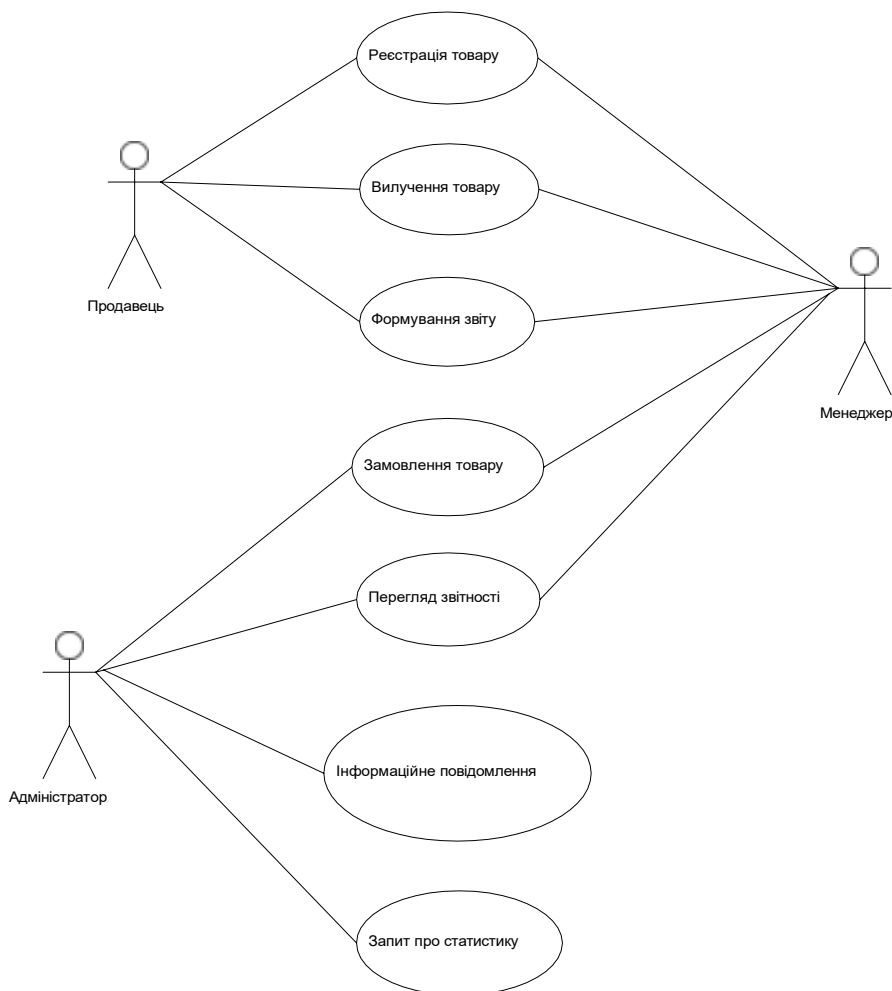 Реєстрація товару
Вилучення товару
Продавець
Формування звіту
Менеджер
Замовлення товару
Перегляд звітності
Інформаційне повідомлення
Адміністратор
Запит про статистику